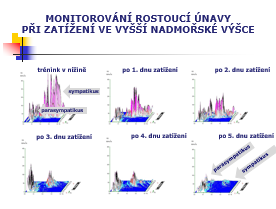 MONITOROVÁNÍ ROSTOUCÍ ÚNAVY
PŘI ZATÍŽENÍ VE VYŠŠÍ NADMOŘSKÉ VÝŠCE
trénink v nížině
po 1. dnu zatížení
po 2. dnu zatížení
sympatikus
parasympatikus
po 3. dnu zatížení
po 4. dnu zatížení
po 5. dnu zatížení
parasympatikus
sympatikus